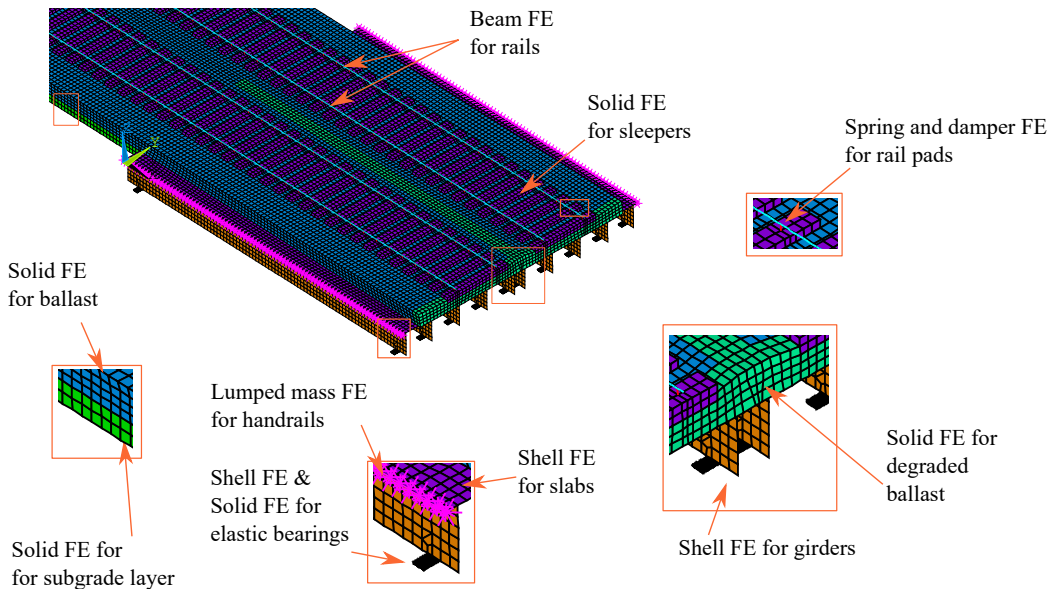 Beam FE
for rails
Solid FE
for sleepers
Spring and damper FE
for rail pads
Solid FE
for ballast
Lumped mass FE
for handrails
Shell FE &
Solid FE for
elastic bearings
Shell FE
for slabs
Solid FE for
degraded
ballast
Shell FE for girders
Solid FE for
for subgrade layer